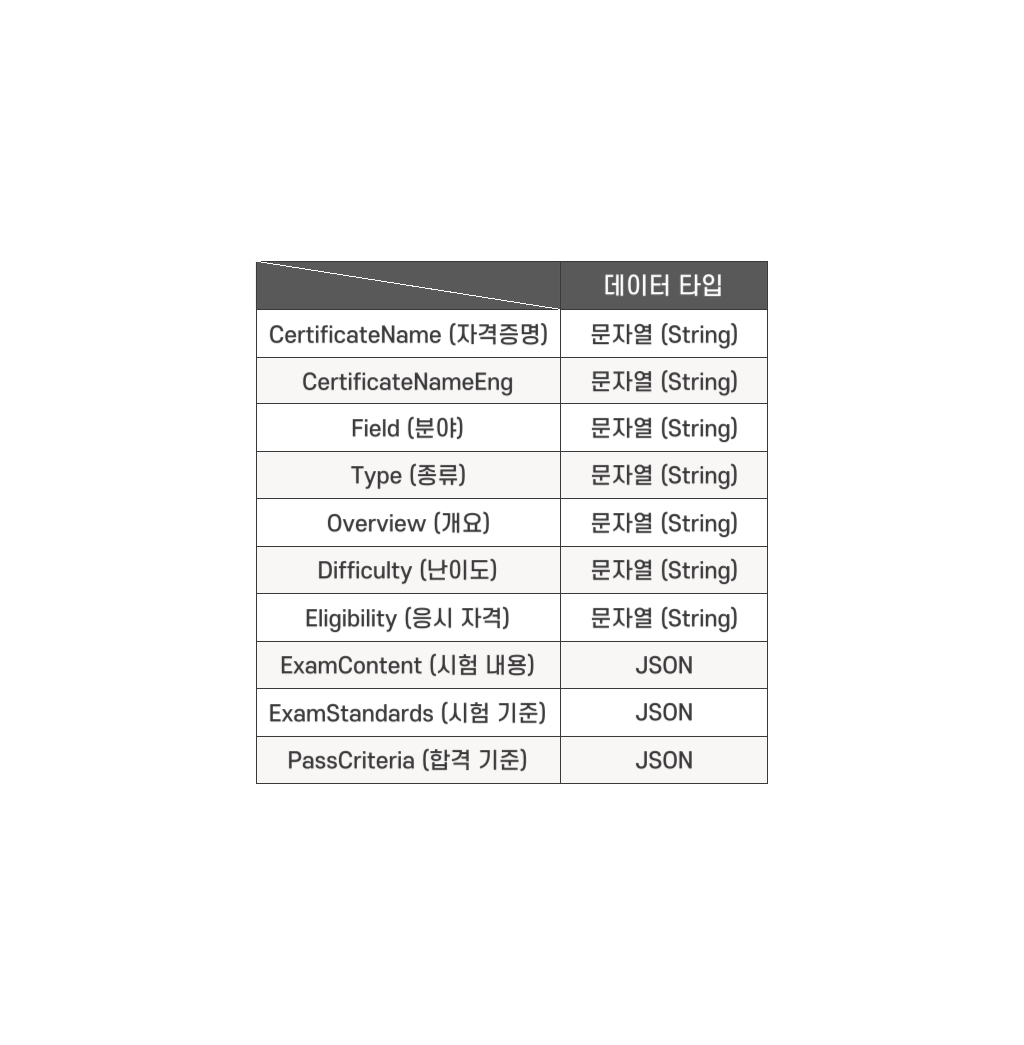 데이터 타입
CertificateName (자격증명) 문자열 (String)
CertificateNameEng 문자열 (String)
Field (분야) 문자열 (String)
Type (종류) 문자열 (String)
Overview (개요) 문자열 (String)
Difficulty (난이도) 문자열 (String)
Eligibility (응시 자격) 문자열 (String)
ExamContent (시험 내용) JSON
ExamStandards (시험 기준) JSON
PassCriteria (합격 기준) JSON